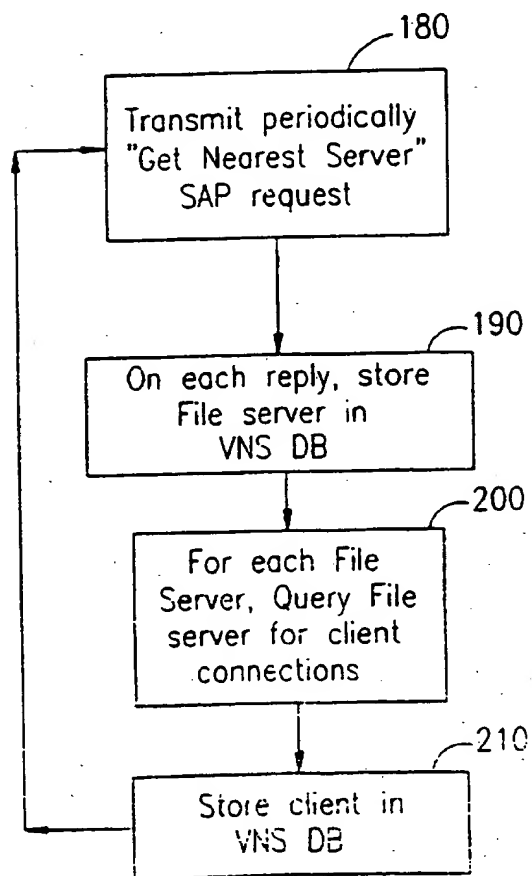 180
Transmit periodically
"Get Nearest Server"
SAP request
190
On each reply, store
File server in
VNS DB
200
For each File
Server, Query File
server for client
connections
210
Store client in
VNS DB